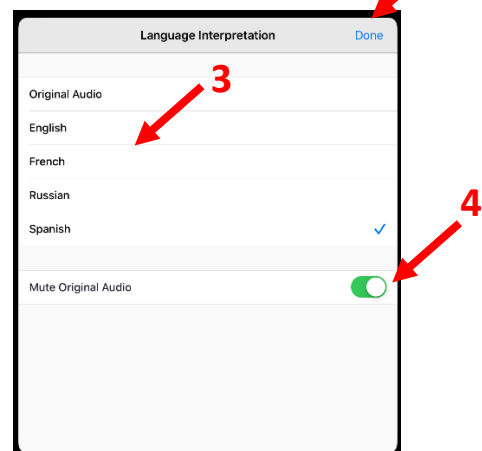 Language Interpretation Done
3
Original Audio
English
French
Russian
Spanish
4
Mute Original Audio